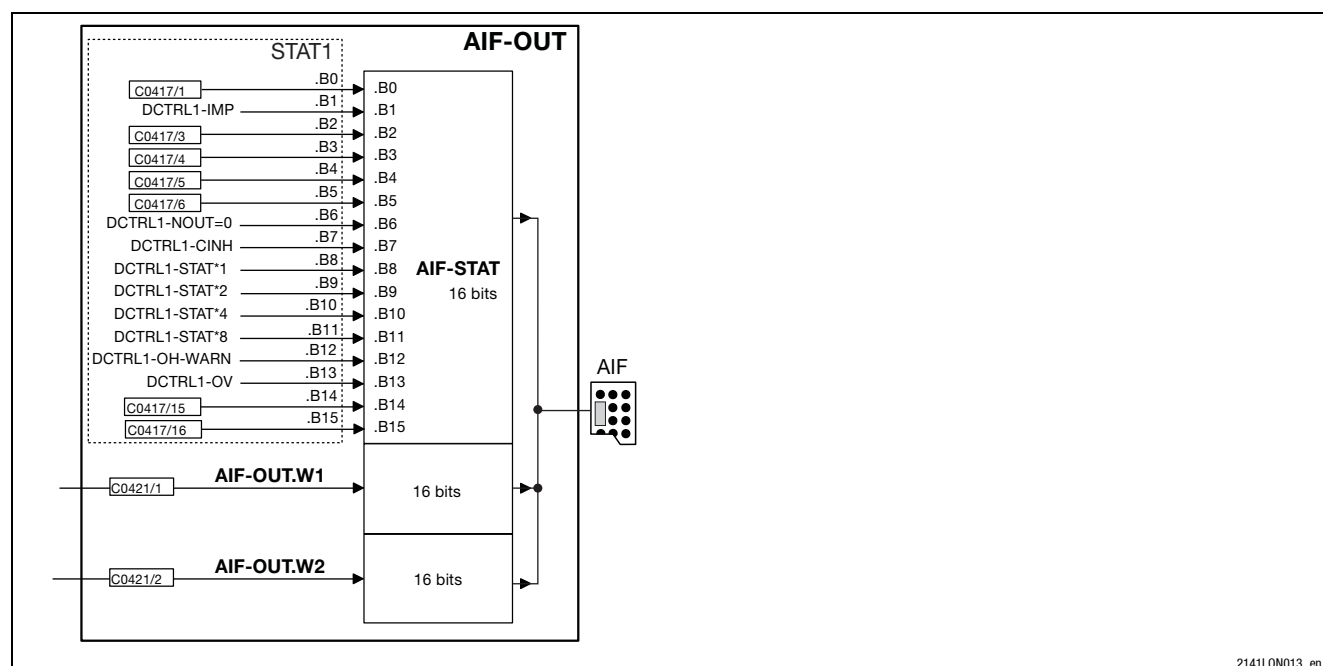 AIF-OUT
STAT1
C0417/1 .B0 .B0
DCTRL1-IMP .B1 .B1
C0417/3 .B2 .B2
C0417/4 .B3 .B3
C0417/5 .B4 .B4
C0417/6 .B5 .B5
DCTRL1-NOUT=0 .B6 .B6
DCTRL1-CINH .B7 .B7
DCTRL1-STAT*1 .B8 .B8 AIF-STAT
DCTRL1-STAT*2 .B9 .B9 16 bits
DCTRL1-STAT*4 .B10 .B10
DCTRL1-STAT*8 .B11 .B11
DCTRL1-OH-WARN .B12 .B12
DCTRL1-OV .B13 .B13
AIF
C0417/15 .B14 .B14
C0417/16 .B15 .B15
C0421/1 AIF-OUT.W1 16 bits
C0421/2 AIF-OUT.W2 16 bits
2141LON013_en